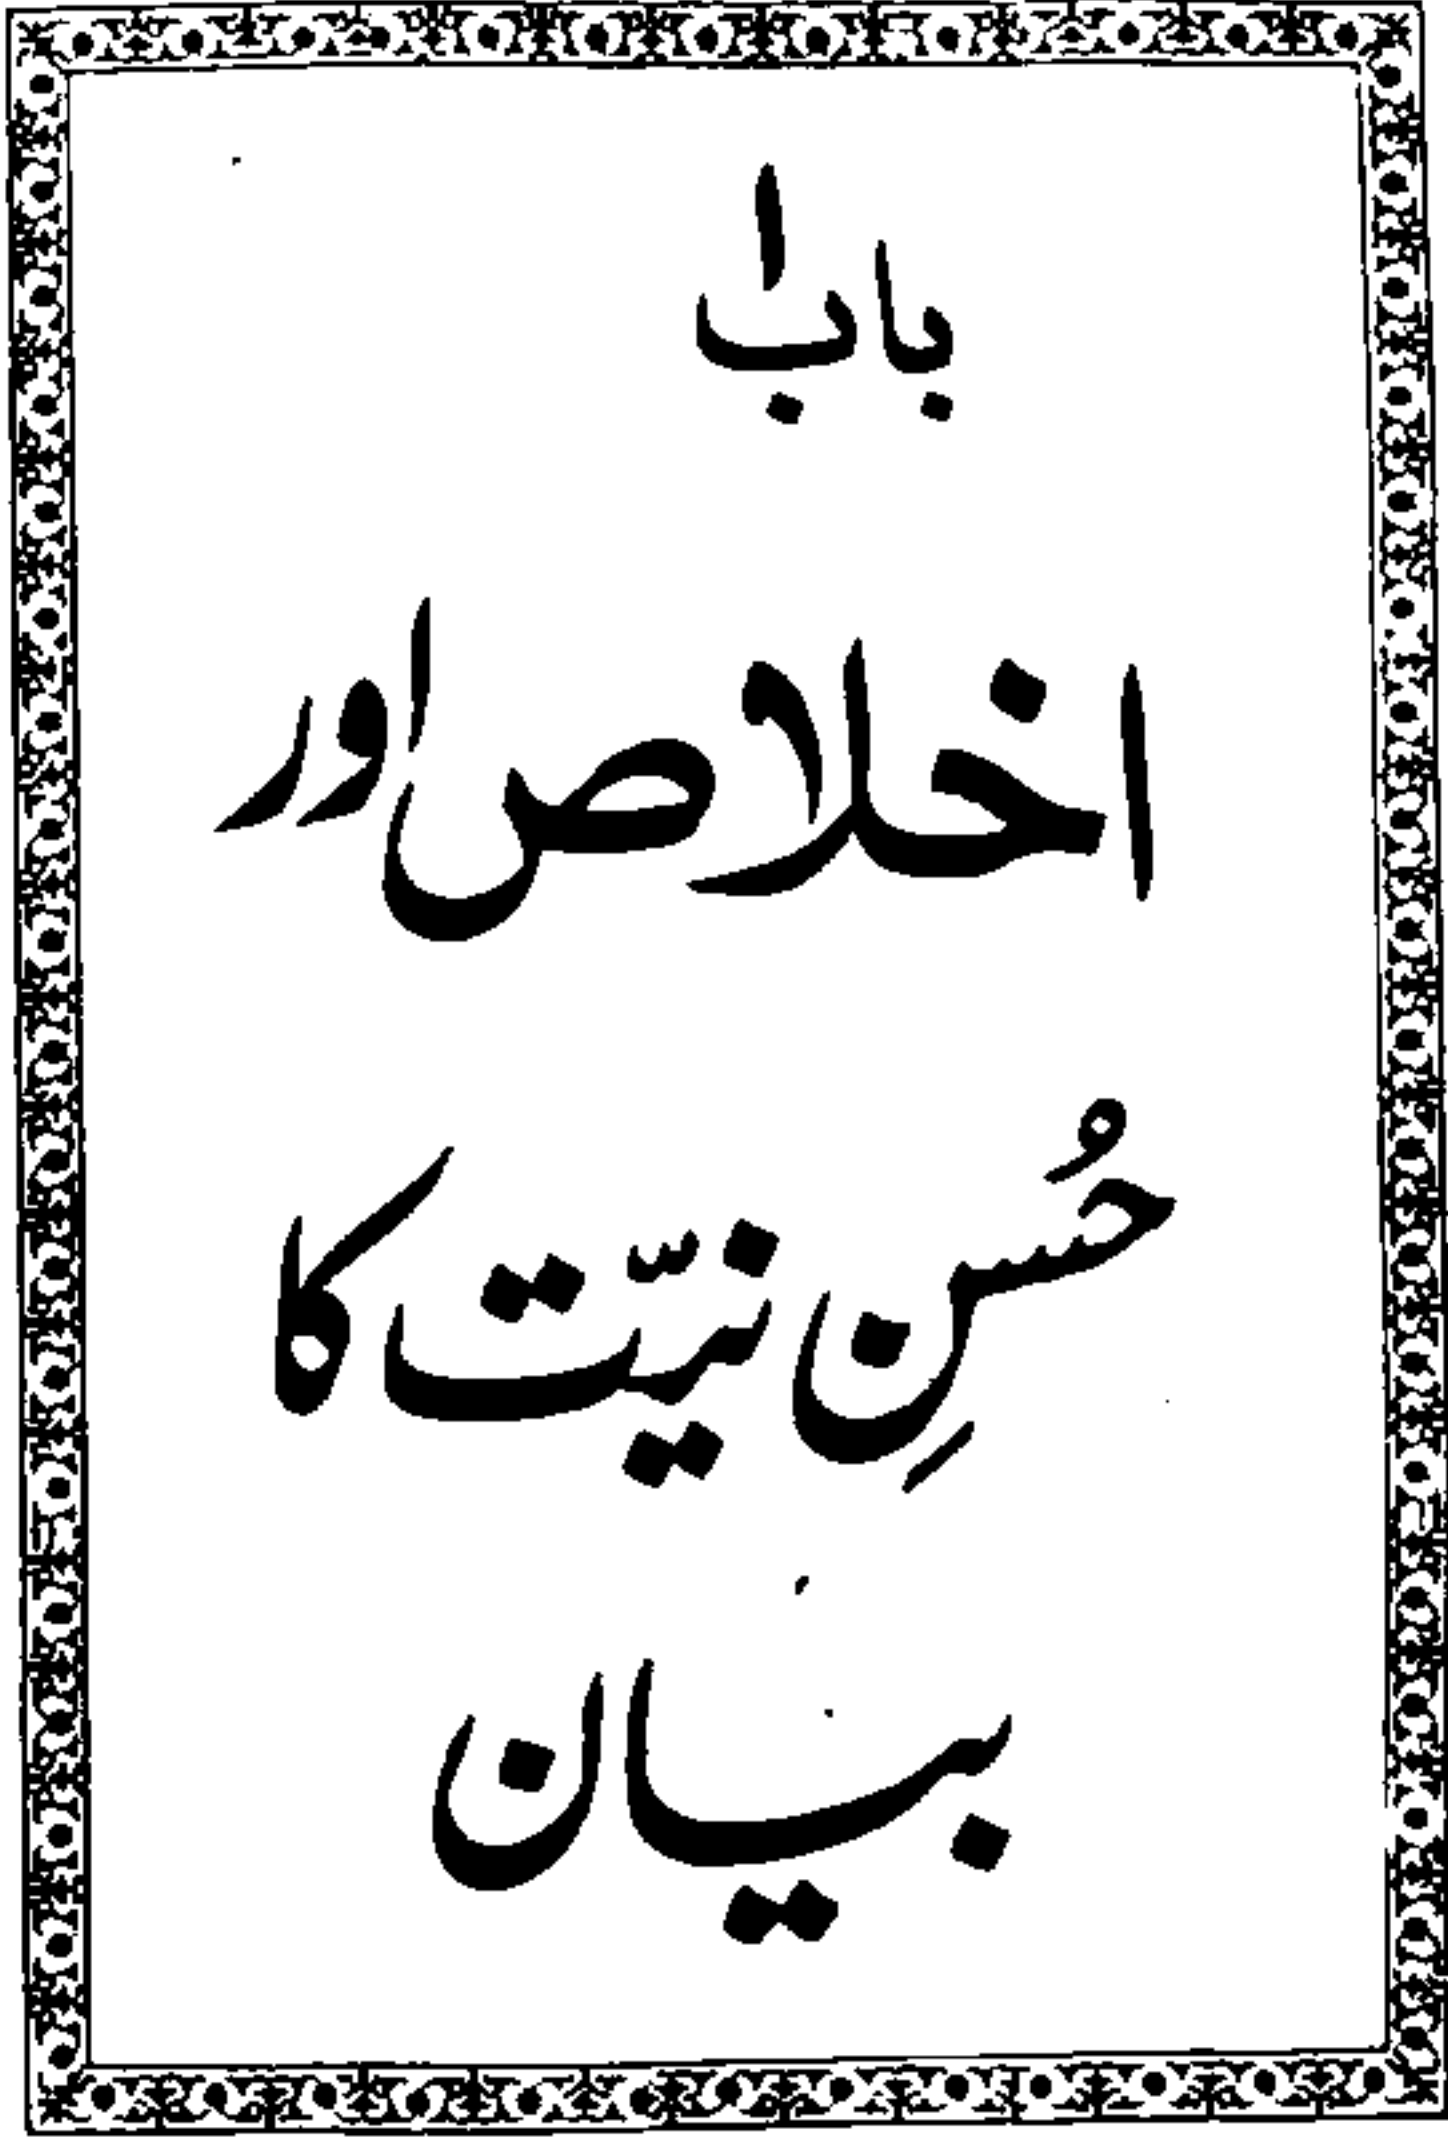 باب ۱
اخلاص اور
حُسنِ نیّت کا
بیان